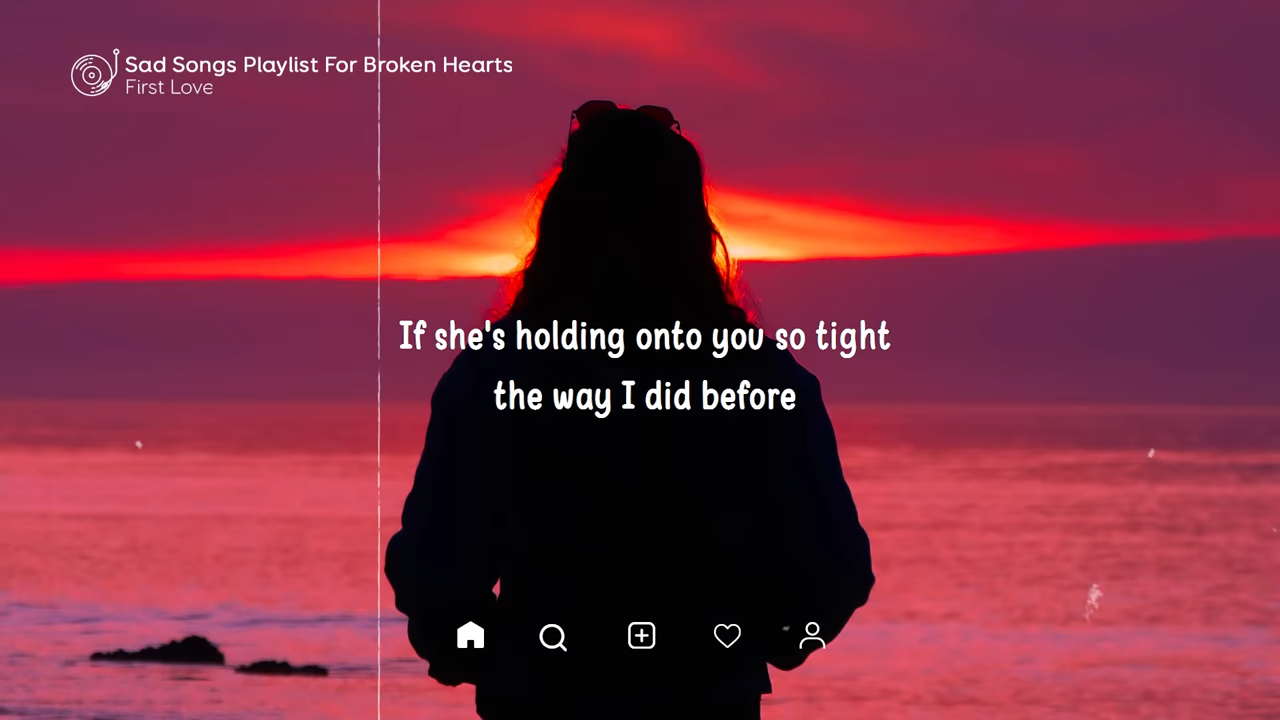 Sad Songs Playlist For Broken Hearts
First Love
If she's holding onto you so tight
the way I did before